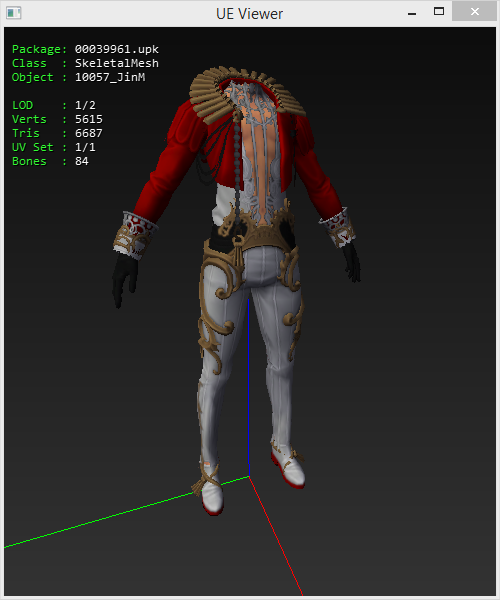 UE Viewer
Package: 00039961.upk
Class : SkeletalMesh
Object : 10057_JinM
LOD : 1/2
Verts : 5615
Tris : 6687
UV Set : 1/1
Bones : 84